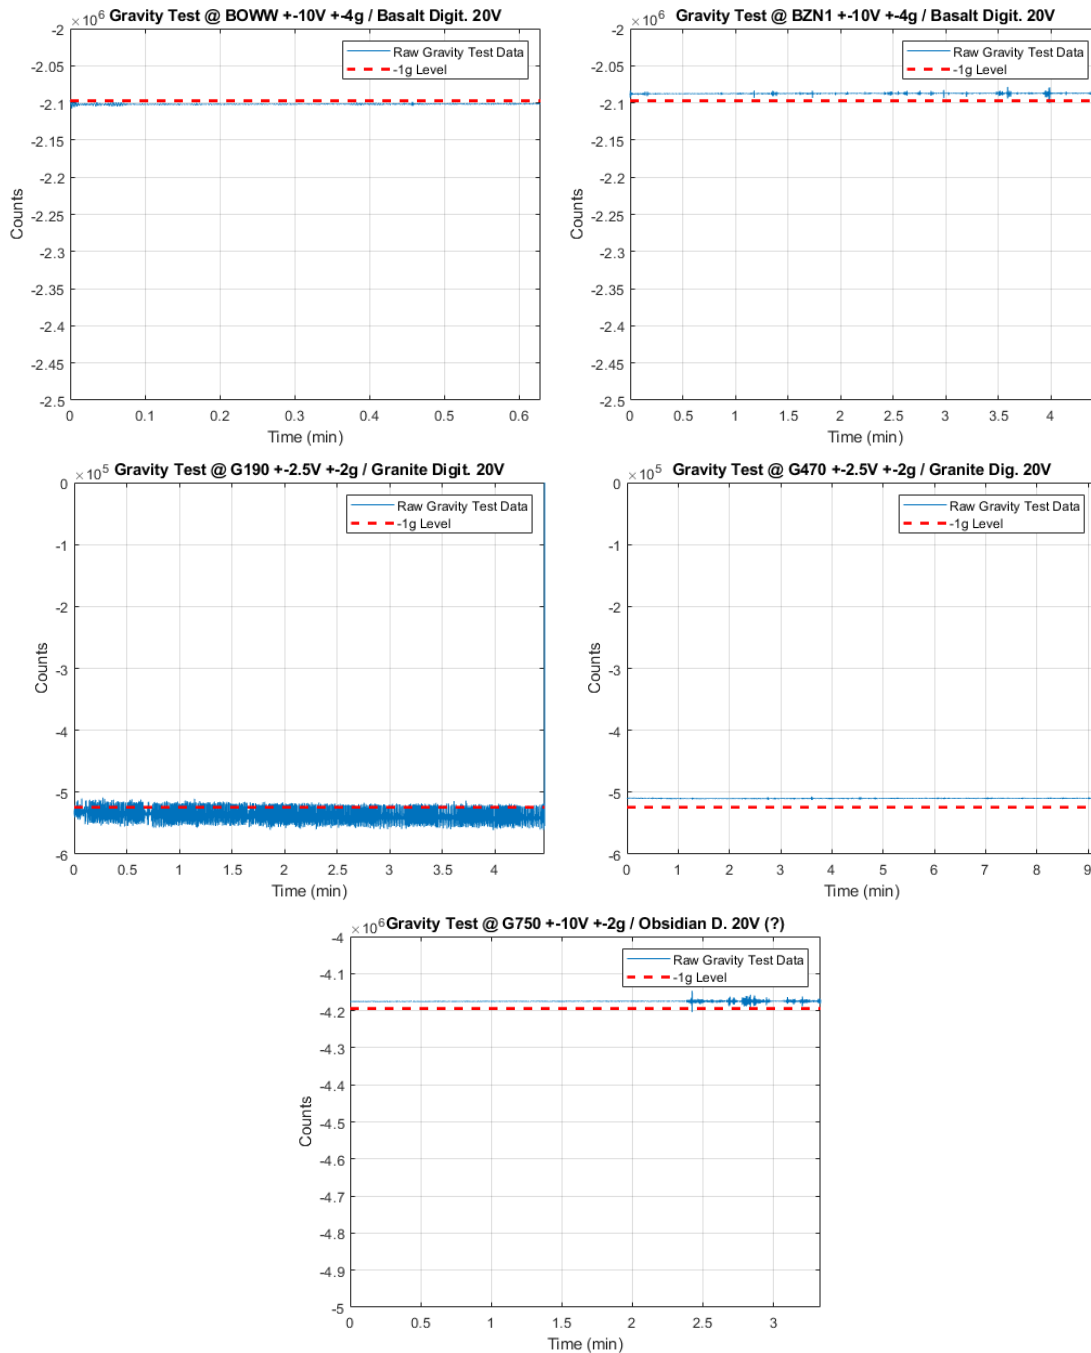 Gravity Test @ BOWW +-10V +-4g / Basalt Digit. 20V
×10^6
-2
-2.05
-2.1
-2.15
-2.2
-2.25
-2.3
-2.35
-2.4
-2.45
-2.5
Counts
Raw Gravity Test Data
-1g Level
0 0.1 0.2 0.3 0.4 0.5 0.6
Time (min)
Gravity Test @ BZN1 +-10V +-4g / Basalt Digit. 20V
×10^6
-2
-2.05
-2.1
-2.15
-2.2
-2.25
-2.3
-2.35
-2.4
-2.45
-2.5
Counts
Raw Gravity Test Data
-1g Level
0 0.5 1 1.5 2 2.5 3 3.5 4
Time (min)
Gravity Test @ G190 +-2.5V +-2g / Granite Digit. 20V
×10^5
0
-1
-2
-3
-4
-5
-6
Counts
Raw Gravity Test Data
-1g Level
0 0.5 1 1.5 2 2.5 3 3.5 4
Time (min)
Gravity Test @ G470 +-2.5V +-2g / Granite Dig. 20V
×10^5
0
-1
-2
-3
-4
-5
-6
Counts
Raw Gravity Test Data
-1g Level
0 1 2 3 4 5 6 7 8 9
Time (min)
Gravity Test @ G750 +-10V +-2g / Obsidian D. 20V (?)
×10^6
-4
-4.1
-4.2
-4.3
-4.4
-4.5
-4.6
-4.7
-4.8
-4.9
-5
Counts
Raw Gravity Test Data
-1g Level
0 0.5 1 1.5 2 2.5 3
Time (min)